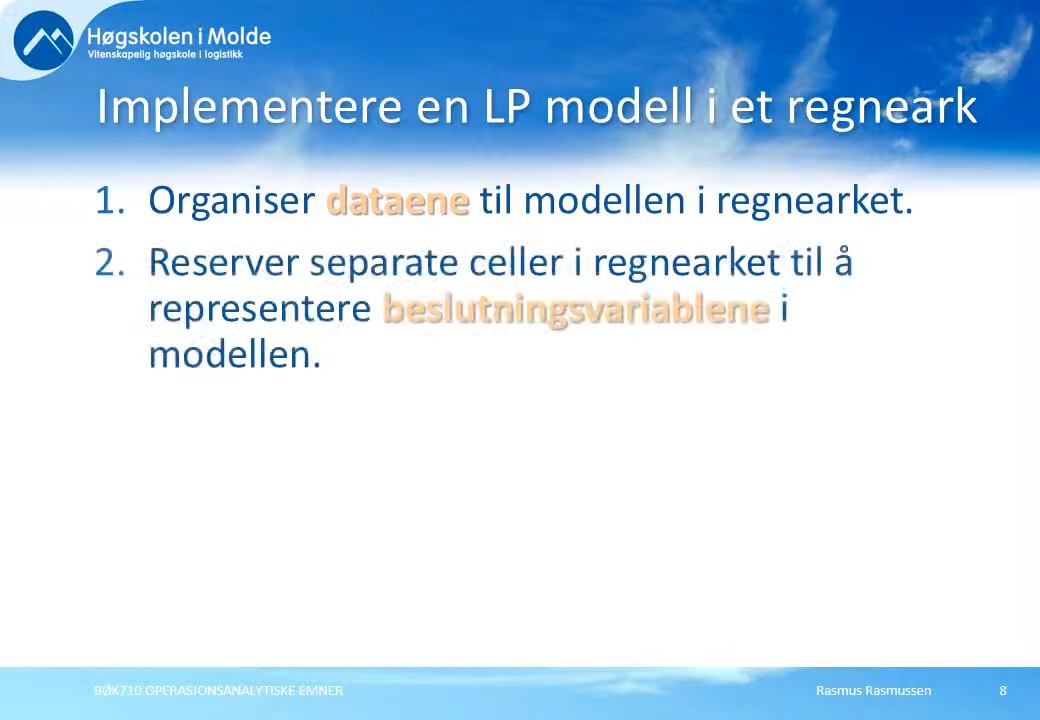 Høgskolen i Molde
Vitenskapelig høgskole i logistikk
Implementere en LP modell i et regneark
1. Organiser dataene til modellen i regnearket.
2. Reserver separate celler i regnearket til å
representere beslutningsvariablene i
modellen.
BØK710 OPERASJONSANALYTISKE EMNER
Rasmus Rasmussen
8